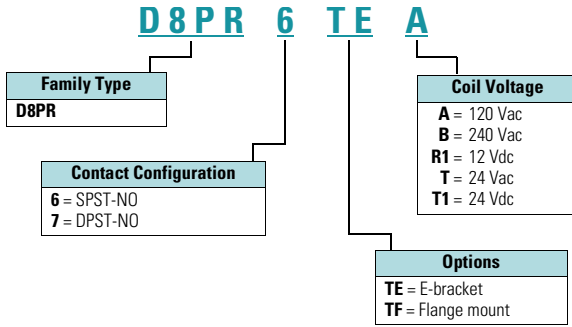 D8PR 6 TE A
Family Type
D8PR
Contact Configuration
6 = SPST-NO
7 = DPST-NO
Coil Voltage
A = 120 Vac
B = 240 Vac
R1 = 12 Vdc
T = 24 Vac
T1 = 24 Vdc
Options
TE = E-bracket
TF = Flange mount